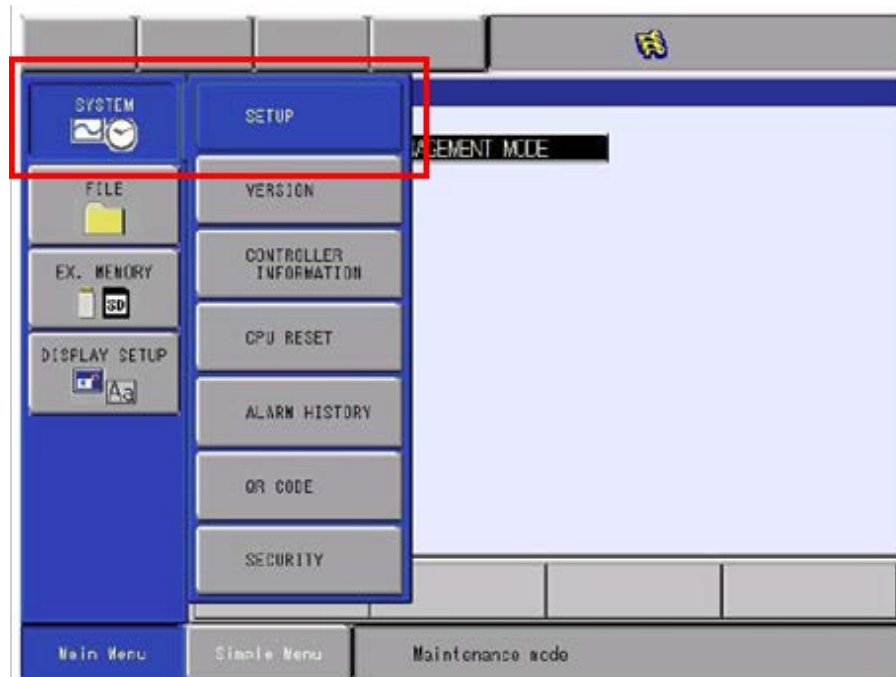 SYSTEM
SETUP
AGEMENT MODE
FILE
VERSION
EX. MEMORY
SD
CONTROLLER
INFORMATION
DISPLAY SETUP
Aa
CPU RESET
ALARM HISTORY
QR CODE
SECURITY
Main Menu
Simple Menu
Maintenance mode